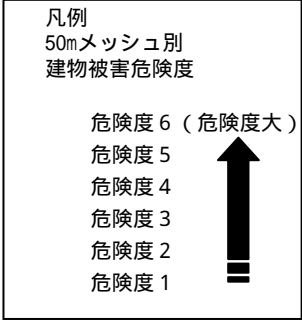 凡例
50mメッシュ別
建物被害危険度
危険度６（危険度大）
危険度５
危険度４
危険度３
危険度２
危険度１